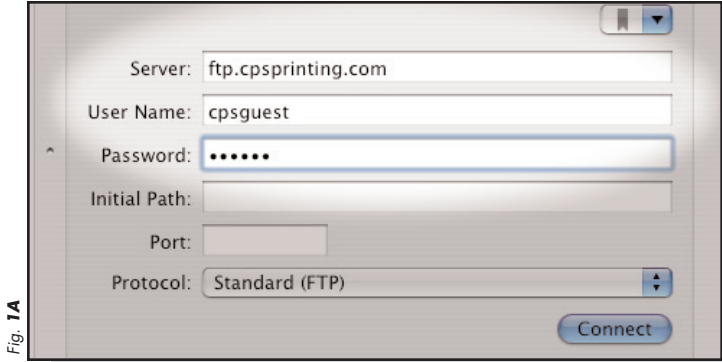 Server: ftp.cpsprinting.com
User Name: cpsguest
Password: ••••••
Initial Path:
Port:
Protocol: Standard (FTP)
Connect
Fig. 1A